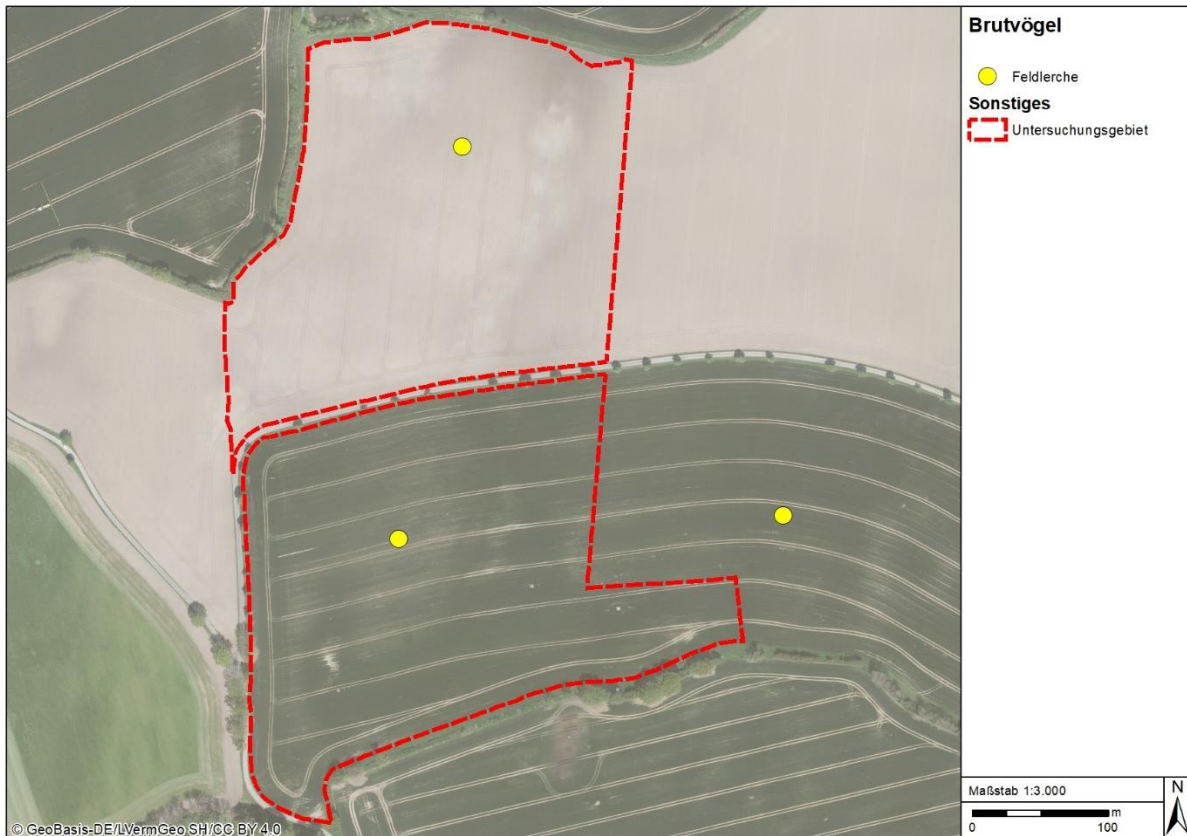 Brutvögel
Feldlerche
Sonstiges
Untersuchungsgebiet
Maßstab 1:3.000
N
m
0 100
© GeoBasis-DE/LVermGeo SH/CC BY 4.0